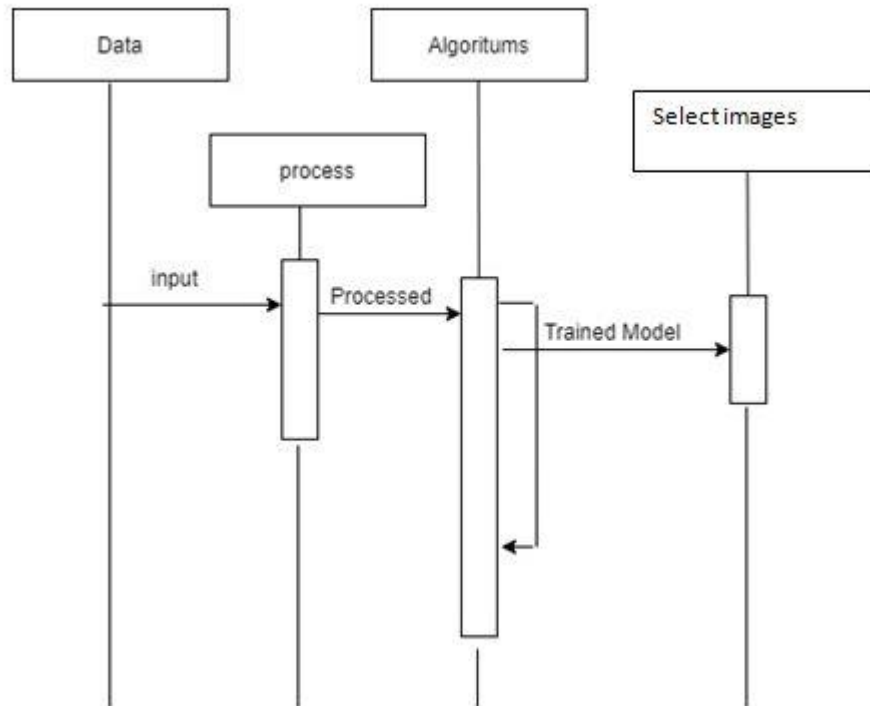 Data
Algoritums
Select images
process
input
Processed
Trained Model